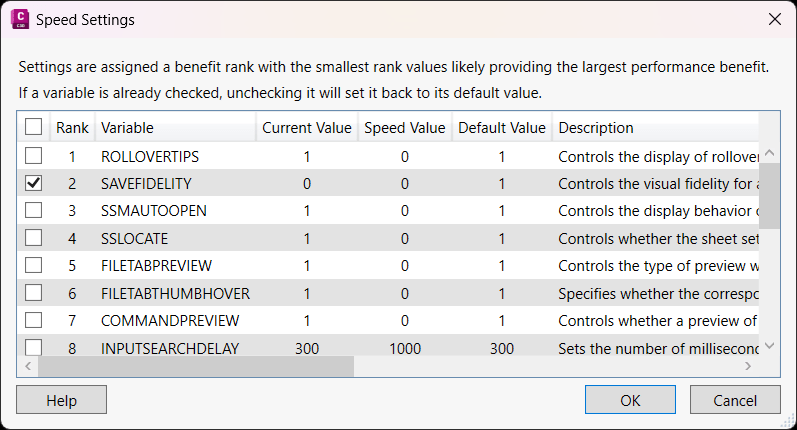 C
CAD
Speed Settings
Settings are assigned a benefit rank with the smallest rank values likely providing the largest performance benefit.
If a variable is already checked, unchecking it will set it back to its default value.
Rank Variable Current Value Speed Value Default Value Description
1 ROLLOVERTIPS 1 0 1 Controls the display of rollover
2 SAVEFIDELITY 0 0 1 Controls the visual fidelity for a
3 SSMAUTOOPEN 1 0 1 Controls the display behavior o
4 SSLOCATE 1 0 1 Controls whether the sheet set
5 FILETABPREVIEW 1 0 1 Controls the type of preview w
6 FILETABTHUMBHOVER 1 0 1 Specifies whether the correspo
7 COMMANDPREVIEW 1 0 1 Controls whether a preview of
8 INPUTSEARCHDELAY 300 1000 300 Sets the number of millisecond
Help OK Cancel